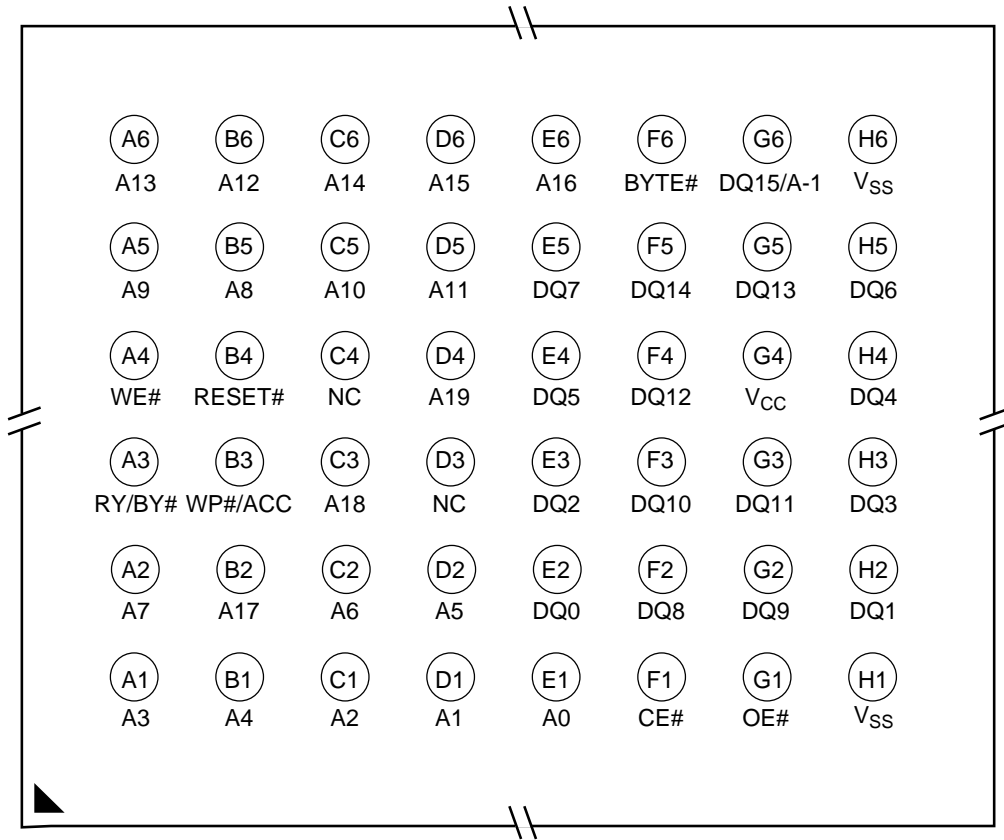 A6 B6 C6 D6 E6 F6 G6 H6
A13 A12 A14 A15 A16 BYTE# DQ15/A-1 VSS
A5 B5 C5 D5 E5 F5 G5 H5
A9 A8 A10 A11 DQ7 DQ14 DQ13 DQ6
A4 B4 C4 D4 E4 F4 G4 H4
WE# RESET# NC A19 DQ5 DQ12 VCC DQ4
A3 B3 C3 D3 E3 F3 G3 H3
RY/BY# WP#/ACC A18 NC DQ2 DQ10 DQ11 DQ3
A2 B2 C2 D2 E2 F2 G2 H2
A7 A17 A6 A5 DQ0 DQ8 DQ9 DQ1
A1 B1 C1 D1 E1 F1 G1 H1
A3 A4 A2 A1 A0 CE# OE# VSS